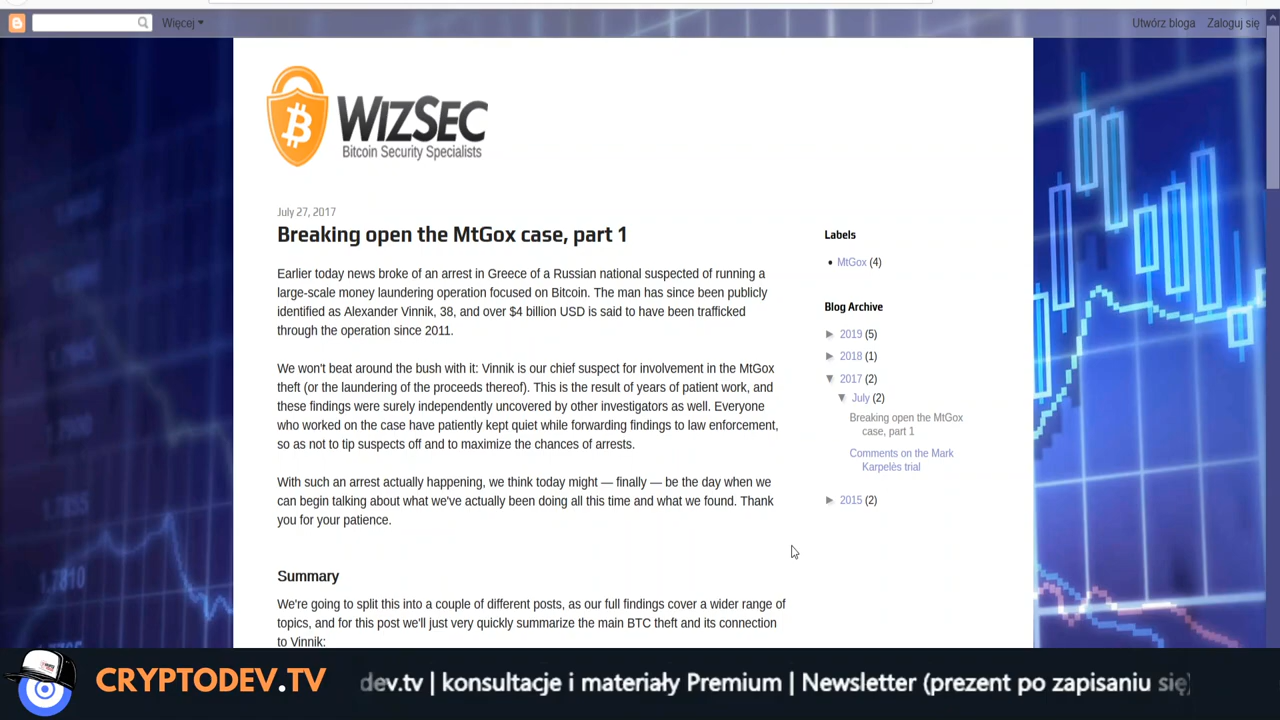 Więcej
Utwórz bloga
Zaloguj się
WIZSEC
Bitcoin Security Specialists
July 27, 2017
Breaking open the MtGox case, part 1
Earlier today news broke of an arrest in Greece of a Russian national suspected of running a
large-scale money laundering operation focused on Bitcoin. The man has since been publicly
identified as Alexander Vinnik, 38, and over $4 billion USD is said to have been trafficked
through the operation since 2011.
We won't beat around the bush with it: Vinnik is our chief suspect for involvement in the MtGox
theft (or the laundering of the proceeds thereof). This is the result of years of patient work, and
these findings were surely independently uncovered by other investigators as well. Everyone
who worked on the case have patiently kept quiet while forwarding findings to law enforcement,
so as not to tip suspects off and to maximize the chances of arrests.
With such an arrest actually happening, we think today might — finally — be the day when we
can begin talking about what we've actually been doing all this time and what we found. Thank
you for your patience.
Summary
We're going to split this into a couple of different posts, as our full findings cover a wider range of
topics, and for this post we'll just very quickly summarize the main BTC theft and its connection
to Vinnik:
Labels
MtGox (4)
Blog Archive
2019 (5)
2018 (1)
2017 (2)
July (2)
Breaking open the MtGox
case, part 1
Comments on the Mark
Karpelès trial
2015 (2)
CRYPTODEV.TV
dev.tv | konsultacje i materiały Premium | Newsletter (prezent po zapisaniu się)